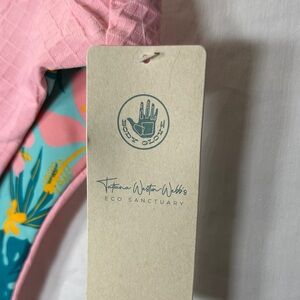 BODY GLOVE
Tatiana Weston-Webb's
ECO SANCTUARY